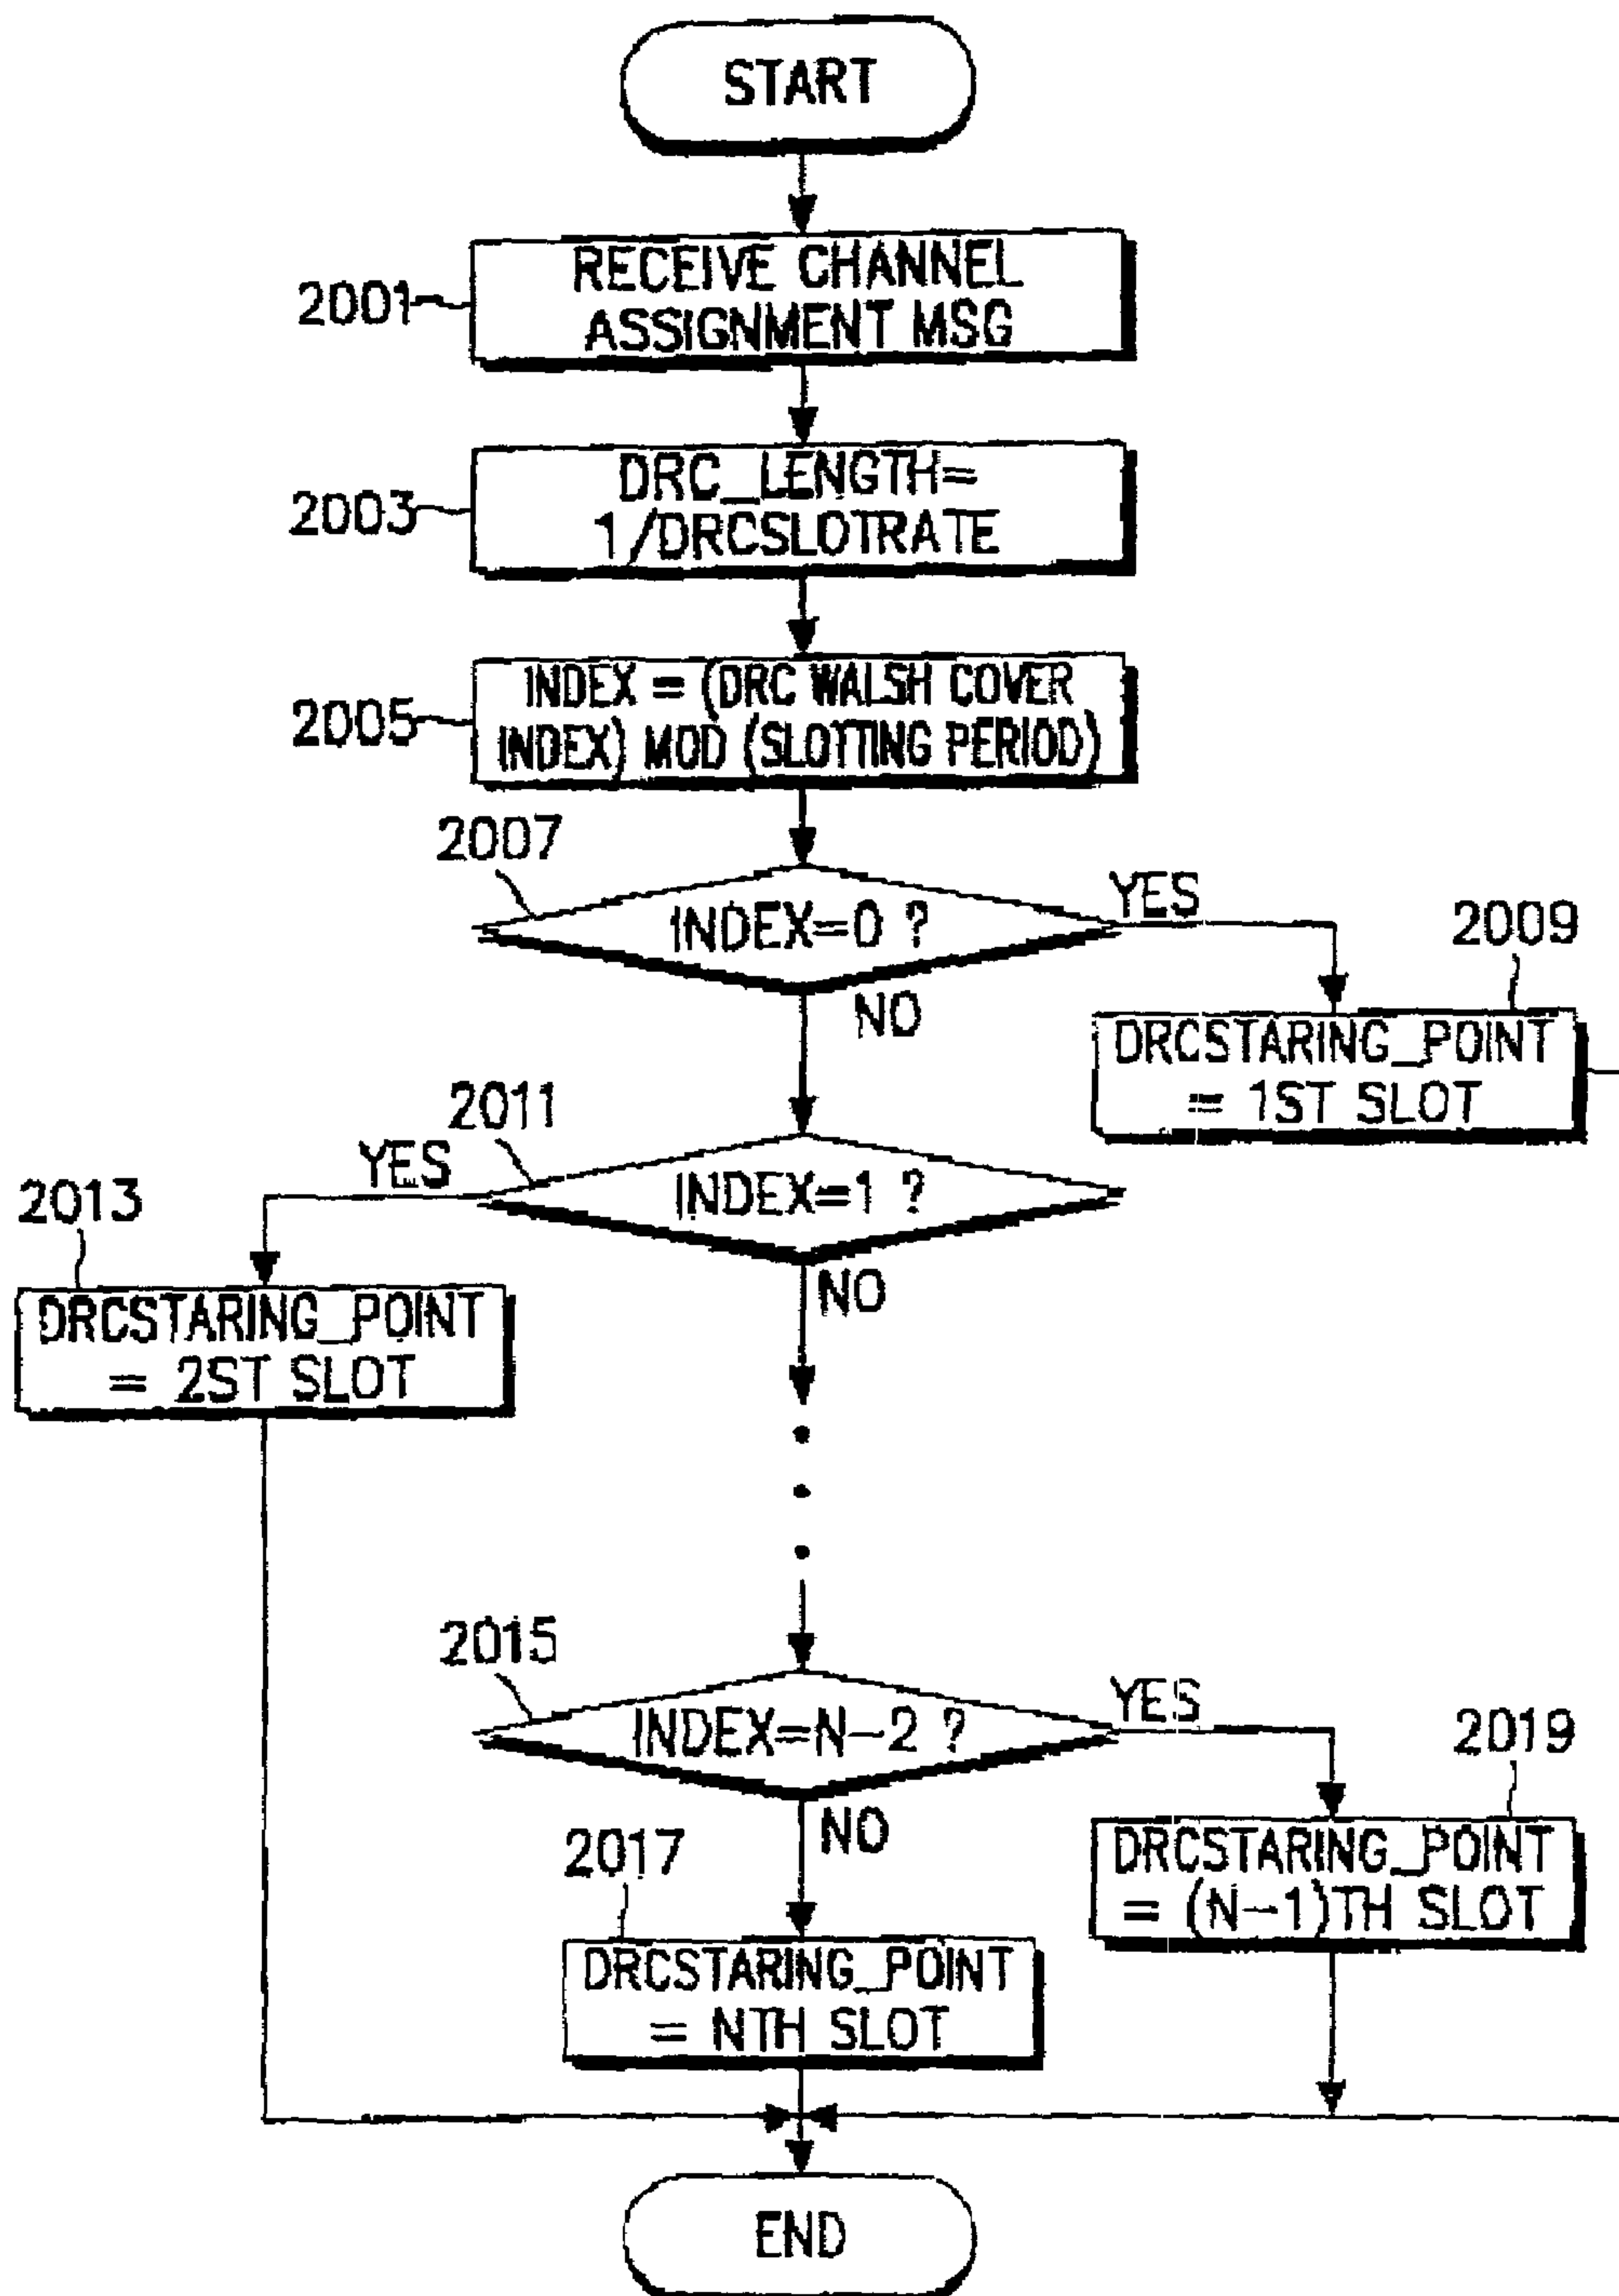 START
2001
RECEIVE CHANNEL
ASSIGNMENT MSG
2003
DRC_LENGTH=
1/DRCSLOTRATE
2005
INDEX = (DRC WALSH COVER
INDEX) MOD (SLOTTING PERIOD)
2007
INDEX=0 ?
YES
NO
2009
DRCSTARING_POINT
= 1ST SLOT
2011
INDEX=1 ?
YES
NO
2013
DRCSTARING_POINT
= 2ST SLOT
2015
INDEX=N-2 ?
YES
NO
2019
DRCSTARING_POINT
= (N-1)TH SLOT
2017
DRCSTARING_POINT
= NTH SLOT
END